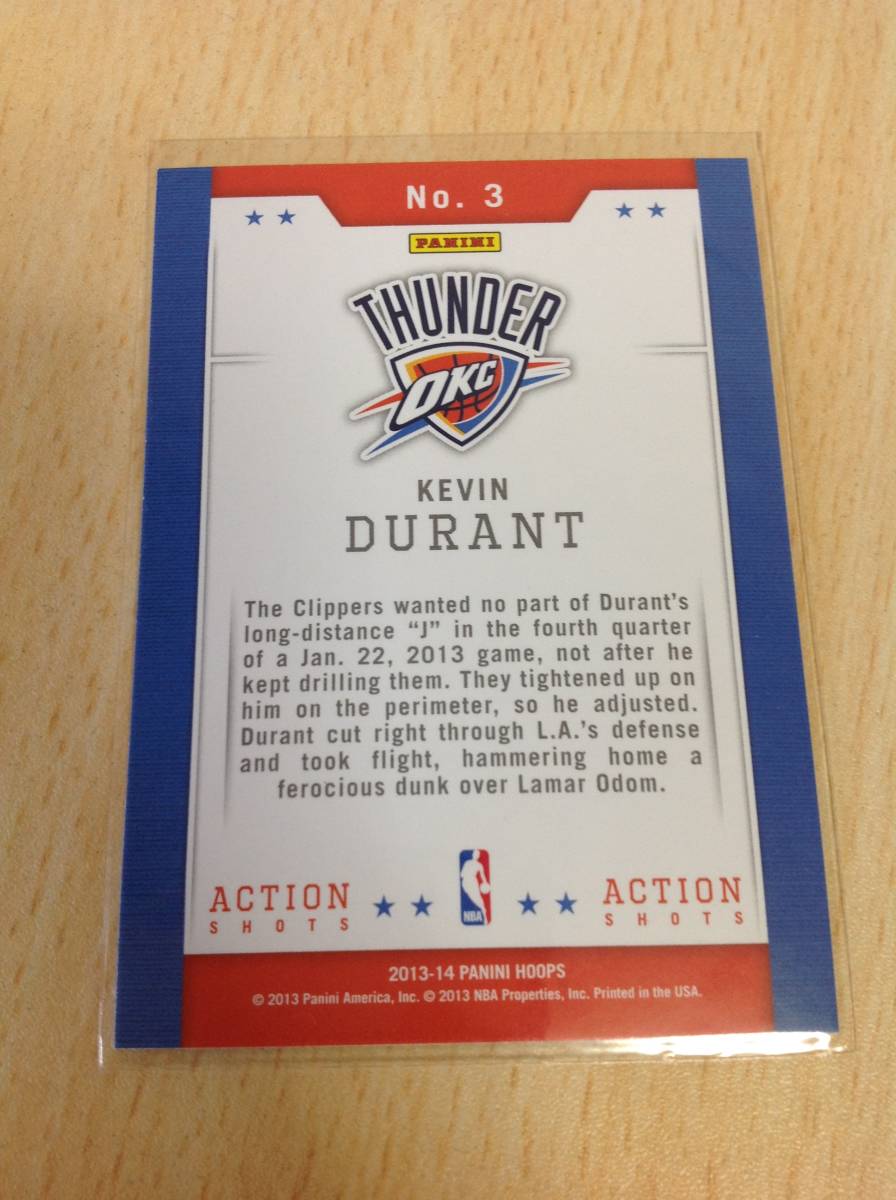 No. 3
PANINI
THUNDER
OKC
KEVIN
DURANT
The Clippers wanted no part of Durant's
long-distance “J” in the fourth quarter
of a Jan. 22, 2013 game, not after he
kept drilling them. They tightened up on
him on the perimeter, so he adjusted.
Durant cut right through L.A.'s defense
and took flight, hammering home a
ferocious dunk over Lamar Odom.
ACTION
SHOTS
NBA
ACTION
SHOTS
2013-14 PANINI HOOPS
© 2013 Panini America, Inc. © 2013 NBA Properties, Inc. Printed in the USA.